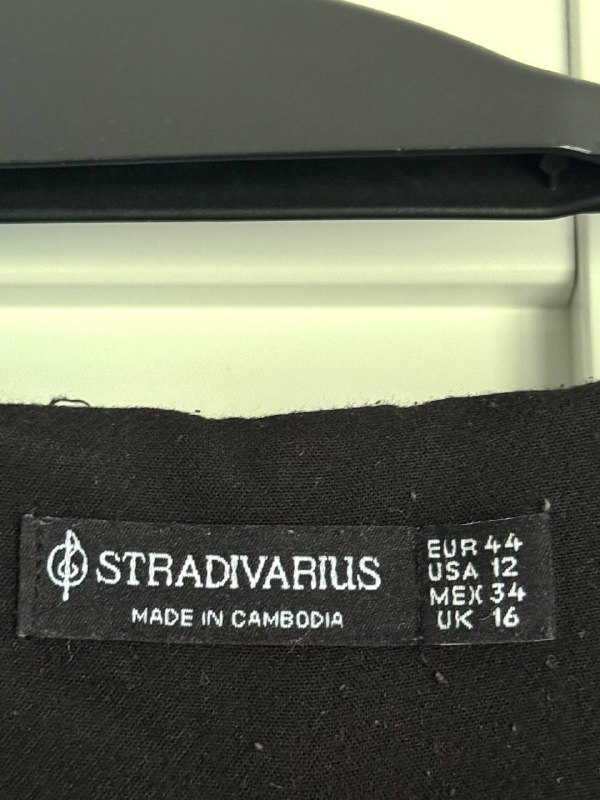 STRADIVARIUS
MADE IN CAMBODIA
EUR 44
USA 12
MEX 34
UK 16